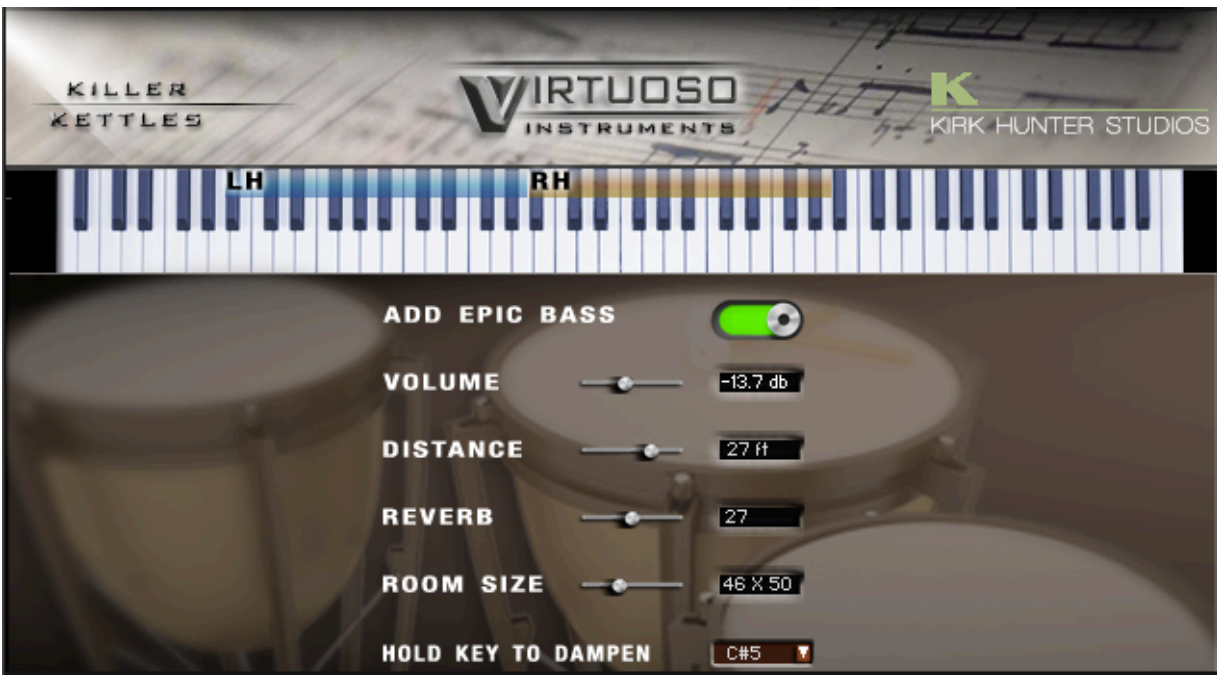 KILLER
KETTLES
VIRTUOSO
INSTRUMENTS
K
KIRK HUNTER STUDIOS
LH RH
ADD EPIC BASS
VOLUME -13.7 db
DISTANCE 27 ft
REVERB 27
ROOM SIZE 46 X 50
HOLD KEY TO DAMPEN C#5